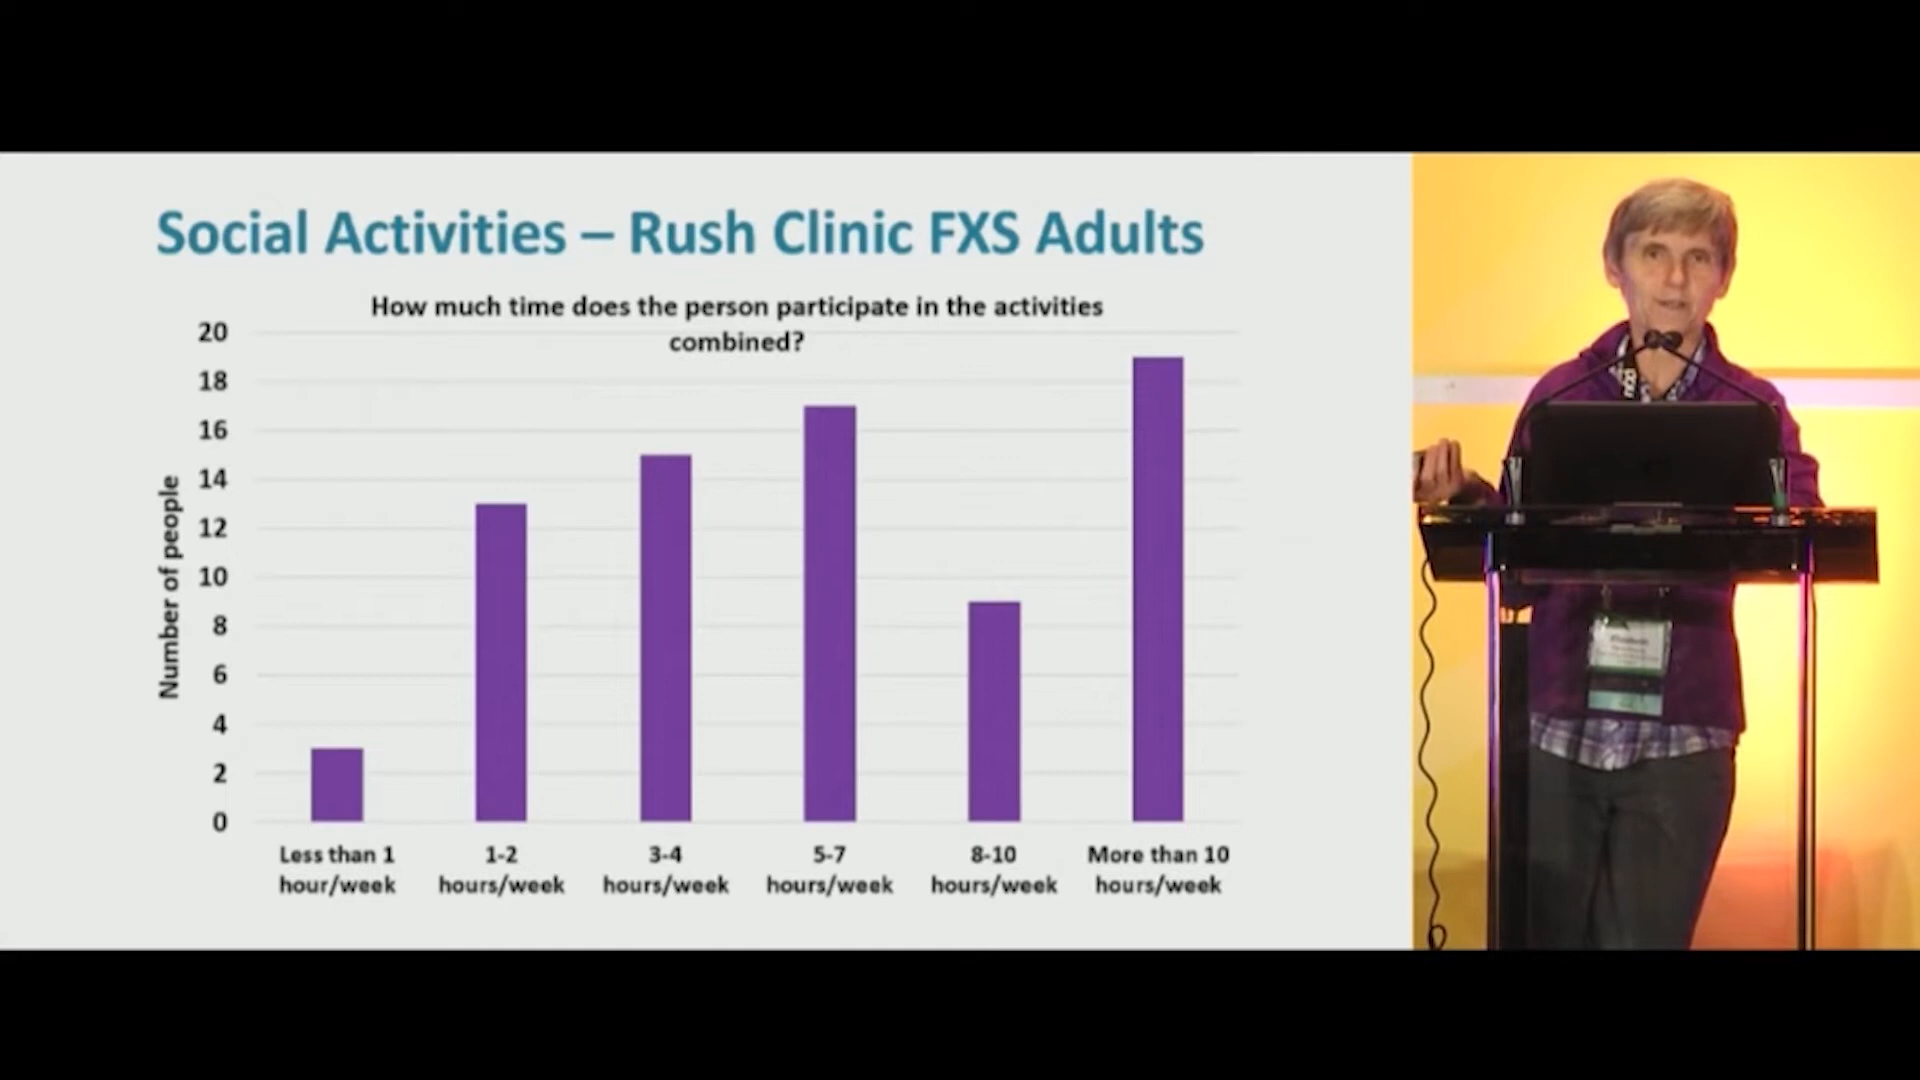 Social Activities – Rush Clinic FXS Adults
How much time does the person participate in the activities
combined?
Number of people
20
18
16
14
12
10
8
6
4
2
0
Less than 1
hour/week
1-2
hours/week
3-4
hours/week
5-7
hours/week
8-10
hours/week
More than 10
hours/week